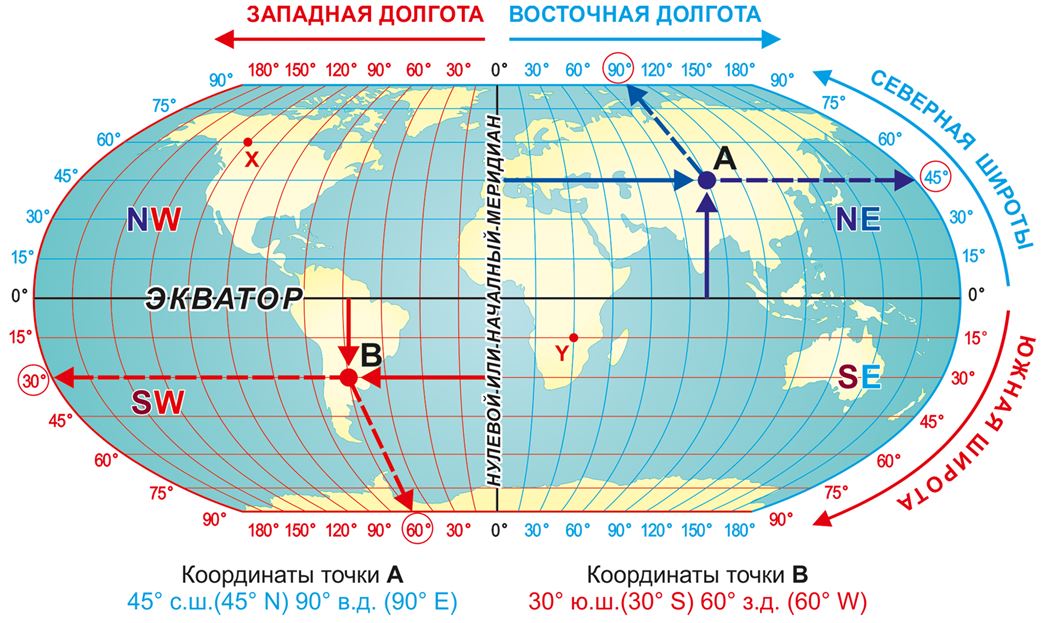 ЗАПАДНАЯ ДОЛГОТА
ВОСТОЧНАЯ ДОЛГОТА
180° 150° 120° 90° 60° 30° 0° 30° 60° 90° 120° 150° 180°
90° 90°
75° 75°
60° 60°
45° 45°
30° 30°
15° 15°
0° 0°
15° 15°
30° 30°
45° 45°
60° 60°
75° 75°
90° 90°
180° 150° 120° 90° 60° 30° 0° 30° 60° 90° 120° 150° 180°
СЕВЕРНАЯ ШИРОТЫ
ЮЖНАЯ ШИРОТА
НУЛЕВОЙ ИЛИ НАЧАЛНЫЙ МЕРИДИАН
ЭКВАТОР
X
A
NW
NE
B
Y
SW
SE
Координаты точки A
45° с.ш.(45° N) 90° в.д. (90° E)
Координаты точки B
30° ю.ш.(30° S) 60° з.д. (60° W)